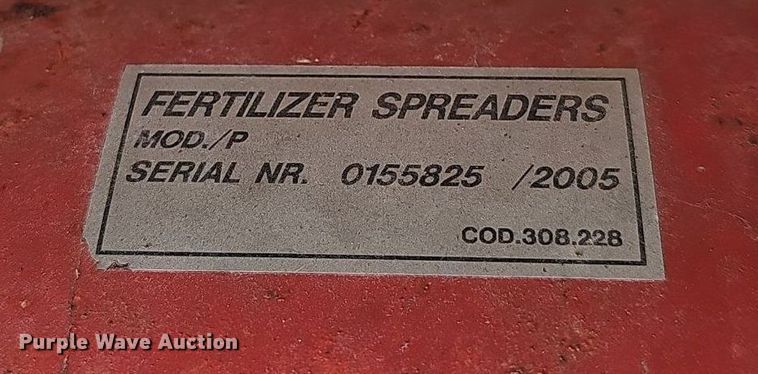 FERTILIZER SPREADERS
MOD./P
SERIAL NR. 0155825 /2005
COD.308.228
Purple Wave Auction